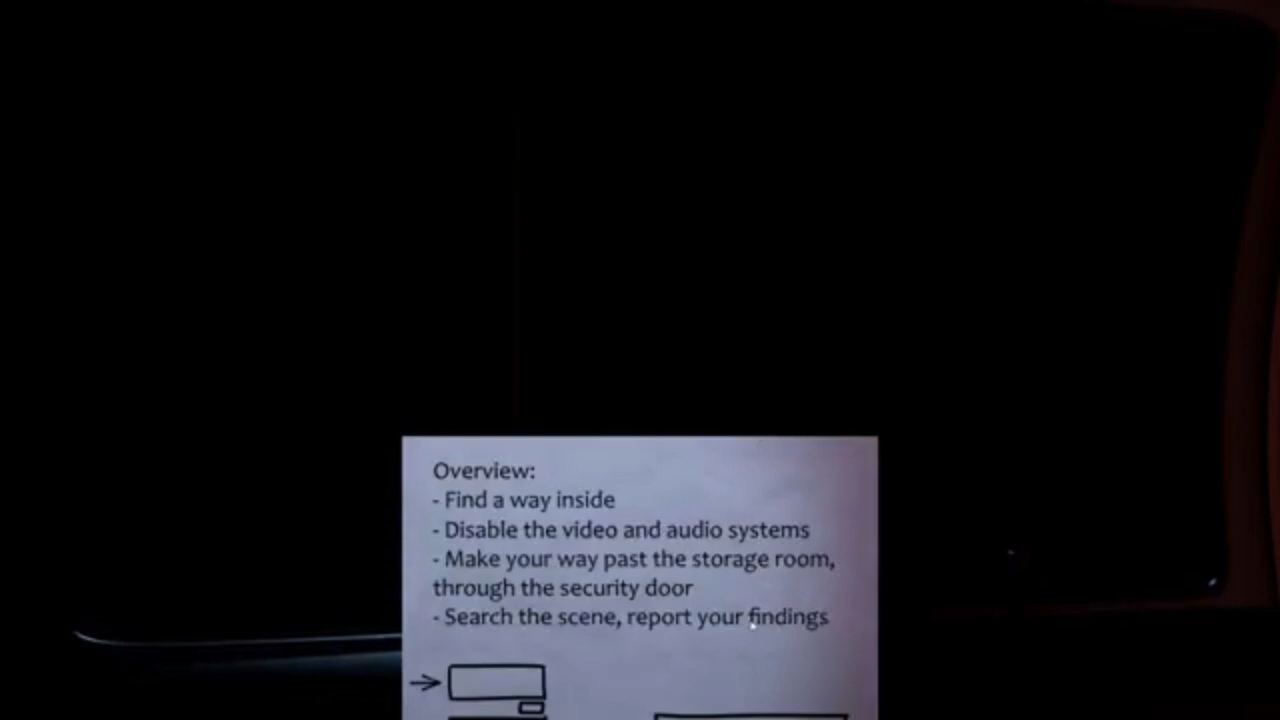 Overview:
- Find a way inside
- Disable the video and audio systems
- Make your way past the storage room,
through the security door
- Search the scene, report your findings